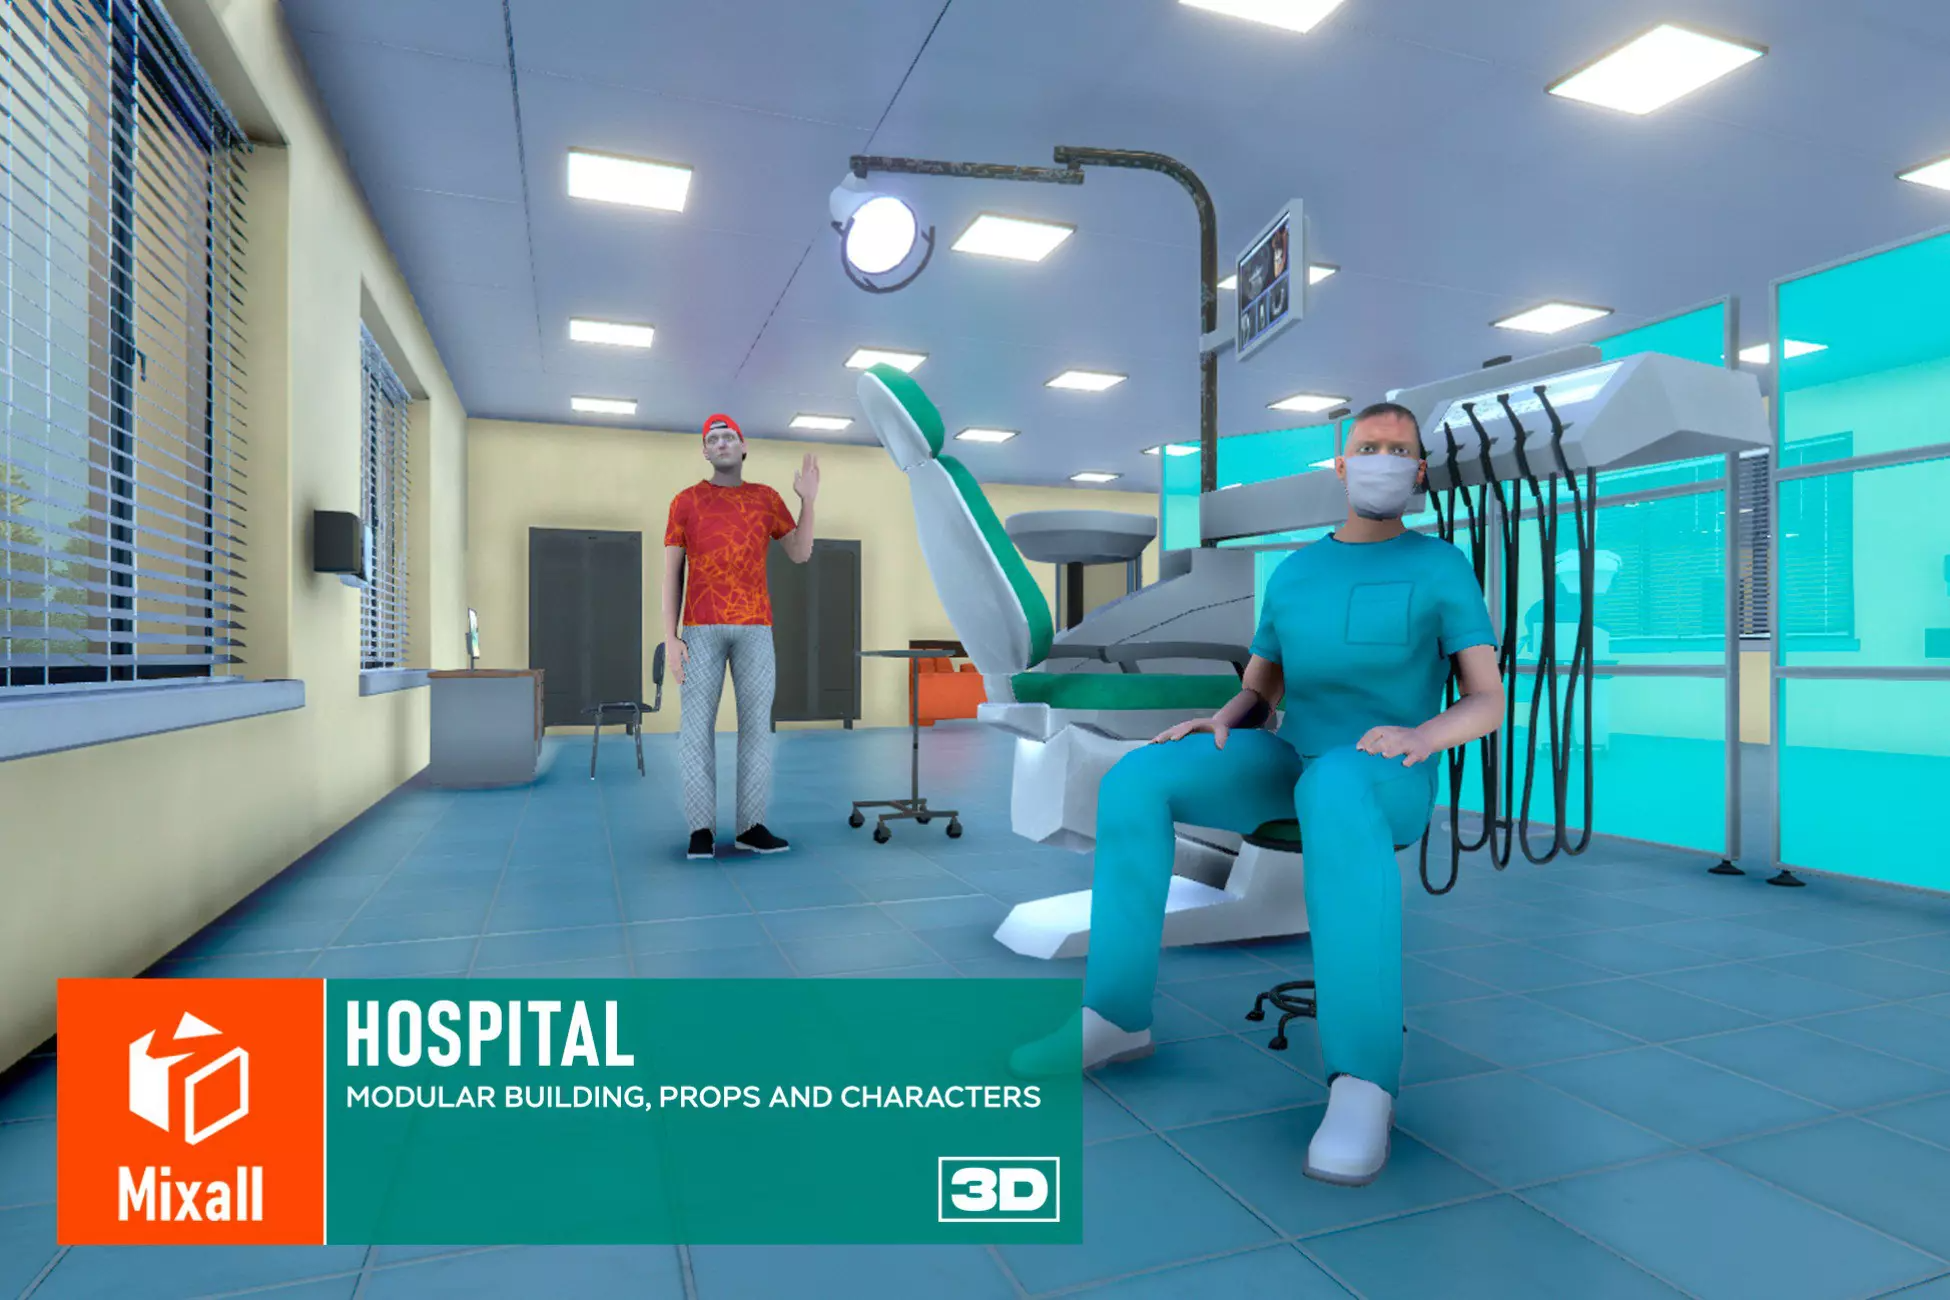 HOSPITAL
MODULAR BUILDING, PROPS AND CHARACTERS
Mixall
3D